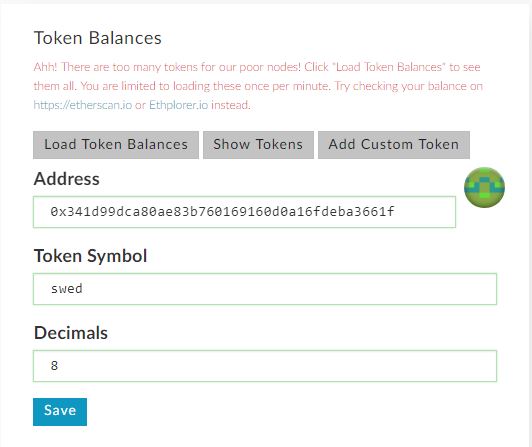 Token Balances
Ahh! There are too many tokens for our poor nodes! Click "Load Token Balances" to see
them all. You are limited to loading these once per minute. Try checking your balance on
https://etherscan.io or Ethplorer.io instead.
Load Token Balances Show Tokens Add Custom Token
Address
0x341d99dca80ae83b760169160d0a16fdeba3661f
Token Symbol
swed
Decimals
8
Save